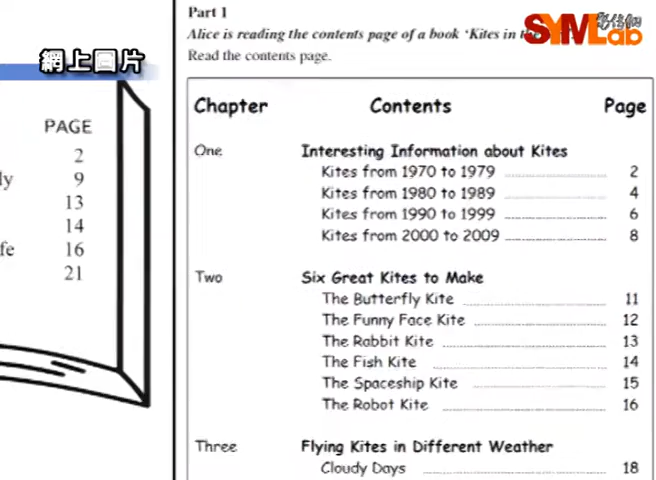 網上圖片
PAGE
2
ly 9
13
14
fe 16
21
Part 1
Alice is reading the contents page of a book ‘Kites in the
Read the contents page.
SYMLab
Chapter Contents Page
One Interesting Information about Kites
Kites from 1970 to 1979 2
Kites from 1980 to 1989 4
Kites from 1990 to 1999 6
Kites from 2000 to 2009 8
Two Six Great Kites to Make
The Butterfly Kite 11
The Funny Face Kite 12
The Rabbit Kite 13
The Fish Kite 14
The Spaceship Kite 15
The Robot Kite 16
Three Flying Kites in Different Weather
Cloudy Days 18